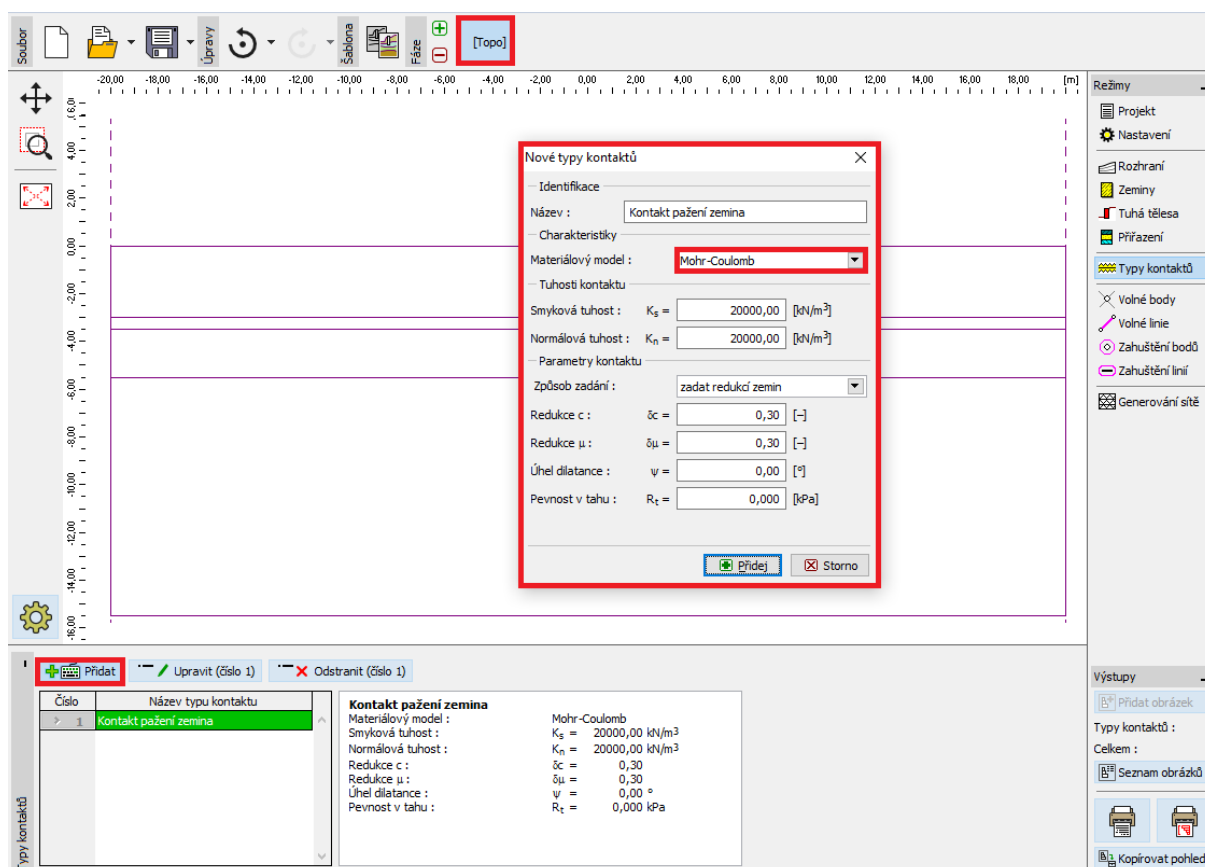 Soubor
Úpravy
Šablona
Fáze
[Topo]
-20,00 -18,00 -16,00 -14,00 -12,00 -10,00 -8,00 -6,00 -4,00 -2,00 0,00 2,00 4,00 6,00 8,00 10,00 12,00 14,00 16,00 18,00 [m]
4,00
2,00
0,00
-2,00
-4,00
-6,00
-8,00
-10,00
-12,00
-14,00
-16,00
Nové typy kontaktů
Identifikace
Název : Kontakt pažení zemina
Charakteristiky
Materiálový model : Mohr-Coulomb
Tuhosti kontaktu
Smyková tuhost : Ks = 20000,00 [kN/m³]
Normálová tuhost : Kn = 20000,00 [kN/m³]
Parametry kontaktu
Způsob zadání : zadat redukcí zemin
Redukce c : δc = 0,30 [–]
Redukce μ : δμ = 0,30 [–]
Úhel dilatance : ψ = 0,00 [°]
Pevnost v tahu : Rt = 0,000 [kPa]
Přidej Storno
Režimy
Projekt
Nastavení
Rozhraní
Zeminy
Tuhá tělesa
Přiřazení
Typy kontaktů
Volné body
Volné linie
Zahuštění bodů
Zahuštění linií
Generování sítě
Typy kontaktů
Přidat Upravit (číslo 1) Odstranit (číslo 1)
Číslo Název typu kontaktu
1 Kontakt pažení zemina
Kontakt pažení zemina
Materiálový model : Mohr-Coulomb
Smyková tuhost : Ks = 20000,00 kN/m³
Normálová tuhost : Kn = 20000,00 kN/m³
Redukce c : δc = 0,30
Redukce μ : δμ = 0,30
Úhel dilatance : ψ = 0,00 °
Pevnost v tahu : Rt = 0,000 kPa
Výstupy
Přidat obrázek
Typy kontaktů :
Celkem :
Seznam obrázků
Kopírovat pohled